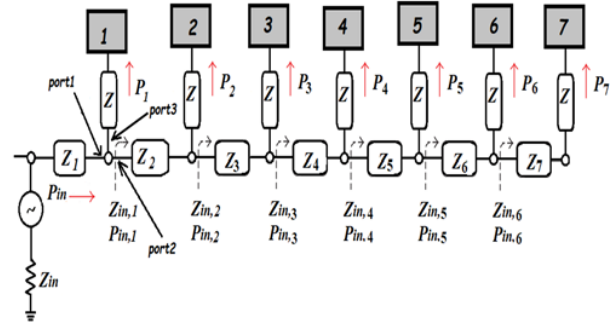 1 2 3 4 5 6 7
port1 P1 P2 P3 P4 P5 P6 P7
Z Z Z Z Z Z Z
port3
Z1 Z2 Z3 Z4 Z5 Z6 Z7
Pin
~
Zin,1 Zin,2 Zin,3 Zin,4 Zin,5 Zin,6
Pin,1 Pin,2 Pin,3 Pin.4 Pin.5 Pin.6
port2
Zin